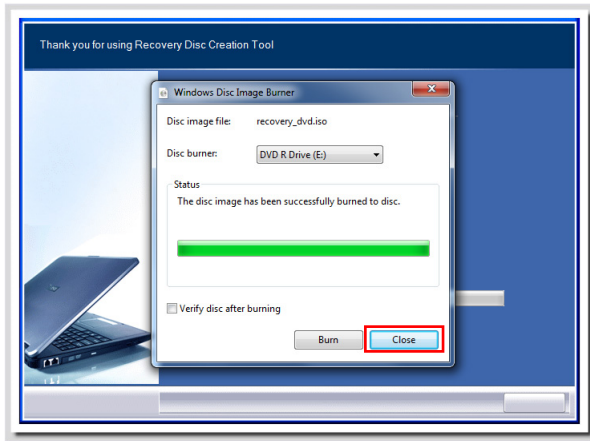 Thank you for using Recovery Disc Creation Tool
Windows Disc Image Burner
Disc image file: recovery_dvd.iso
Disc burner: DVD R Drive (E:)
Status
The disc image has been successfully burned to disc.
Verify disc after burning
Burn Close